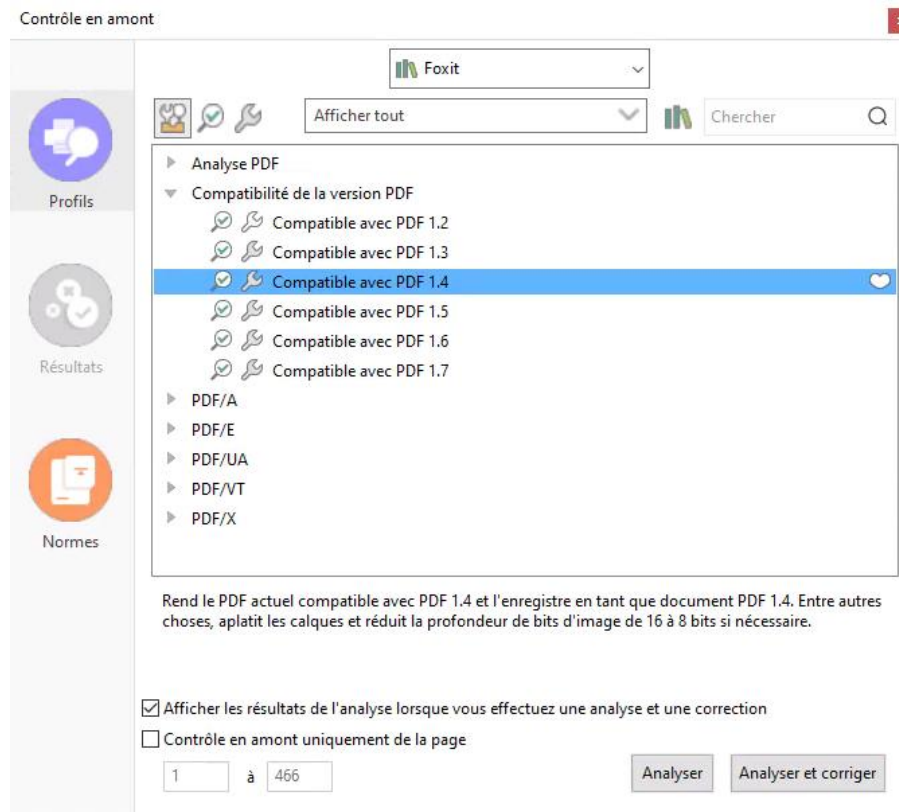 Contrôle en amont
Foxit
Afficher tout
Chercher
Analyse PDF
Compatibilité de la version PDF
Profils
Compatible avec PDF 1.2
Compatible avec PDF 1.3
Compatible avec PDF 1.4
Compatible avec PDF 1.5
Compatible avec PDF 1.6
Résultats
Compatible avec PDF 1.7
PDF/A
PDF/E
PDF/UA
PDF/VT
PDF/X
Normes
Rend le PDF actuel compatible avec PDF 1.4 et l'enregistre en tant que document PDF 1.4. Entre autres
choses, aplatit les calques et réduit la profondeur de bits d'image de 16 à 8 bits si nécessaire.
Afficher les résultats de l'analyse lorsque vous effectuez une analyse et une correction
Contrôle en amont uniquement de la page
1 à 466
Analyser
Analyser et corriger